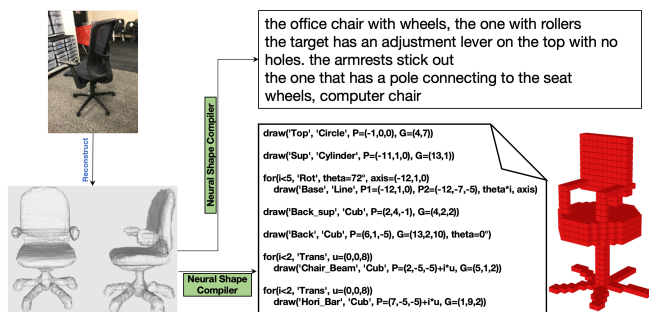 the office chair with wheels, the one with rollers
the target has an adjustment lever on the top with no
holes. the armrests stick out
the one that has a pole connecting to the seat
wheels, computer chair
Reconstruct
Neural Shape Compiler
Neural Shape
Compiler
draw('Top', 'Circle', P=(-1,0,0), G=(4,7))
draw('Sup', 'Cylinder', P=(-11,1,0), G=(13,1))
for(i<5, 'Rot', theta=72°, axis=(-12,1,0)
draw('Base', 'Line', P1=(-12,1,0), P2=(-12,-7,-5), theta*i, axis)
draw('Back_sup', 'Cub', P=(2,4,-1), G=(4,2,2))
draw('Back', 'Cub', P=(6,1,-5), G=(13,2,10), theta=0°)
for(i<2, 'Trans', u=(0,0,8))
draw('Chair_Beam', 'Cub', P=(2,-5,-5)+i*u, G=(5,1,2))
for(i<2, 'Trans', u=(0,0,8))
draw('Hori_Bar', 'Cub', P=(7,-5,-5)+i*u, G=(1,9,2))